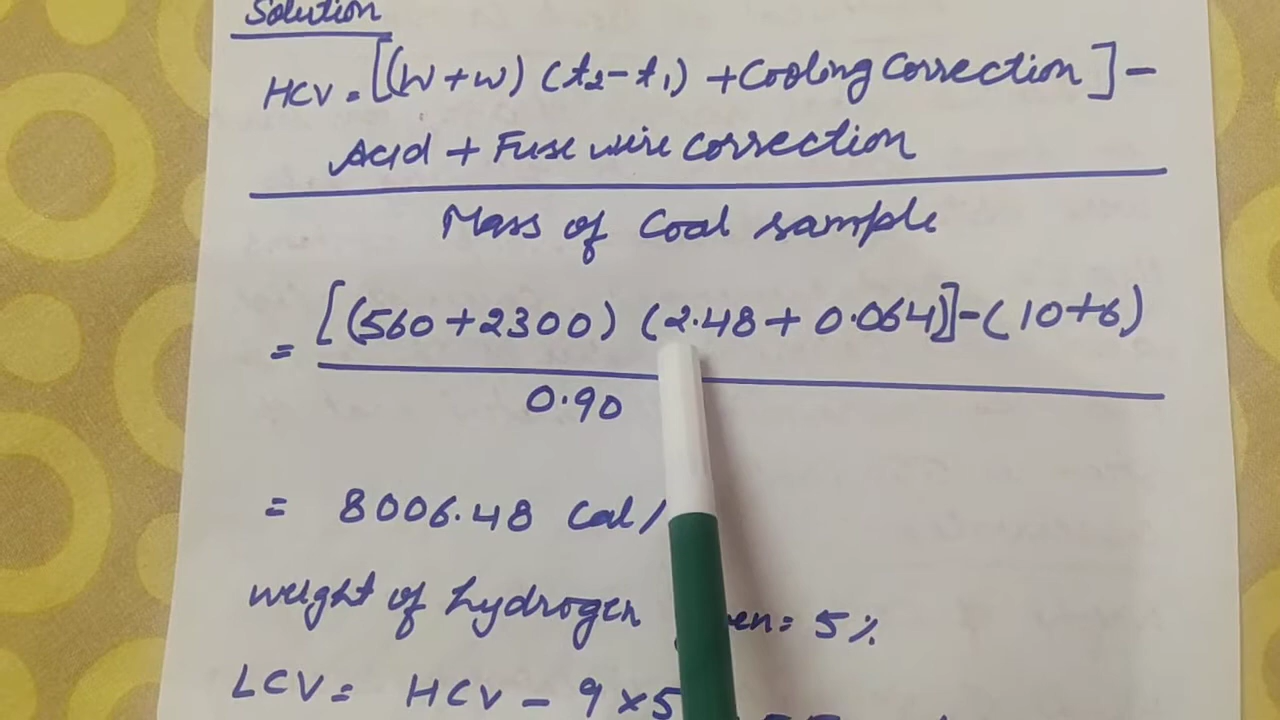 Solution
HCV = [(W+w) (t₂-t₁) + Cooling Correction] -
Acid + Fuse wire correction
Mass of Coal sample
= [(560+2300) (2.48+0.064)] - (10+6)
0.90
= 8006.48 Cal/
weight of hydrogen = 5%
LCV = HCV - 9×5